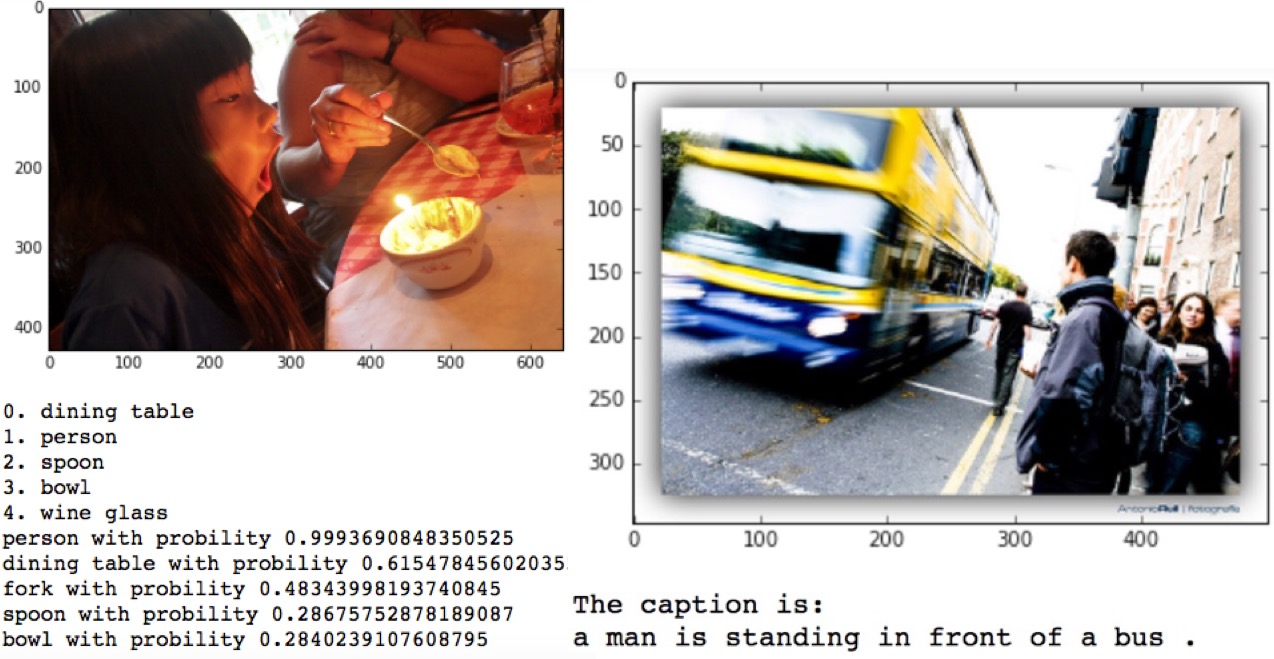 0
100
200
300
400
0 100 200 300 400 500 600
0. dining table
1. person
2. spoon
3. bowl
4. wine glass
person with probility 0.9993690848350525
dining table with probility 0.61547845602035
fork with probility 0.48343998193740845
spoon with probility 0.28675752878189087
bowl with probility 0.2840239107608795
0
50
100
150
200
250
300
AntonioRull | fotografia
0 100 200 300 400
The caption is:
a man is standing in front of a bus .